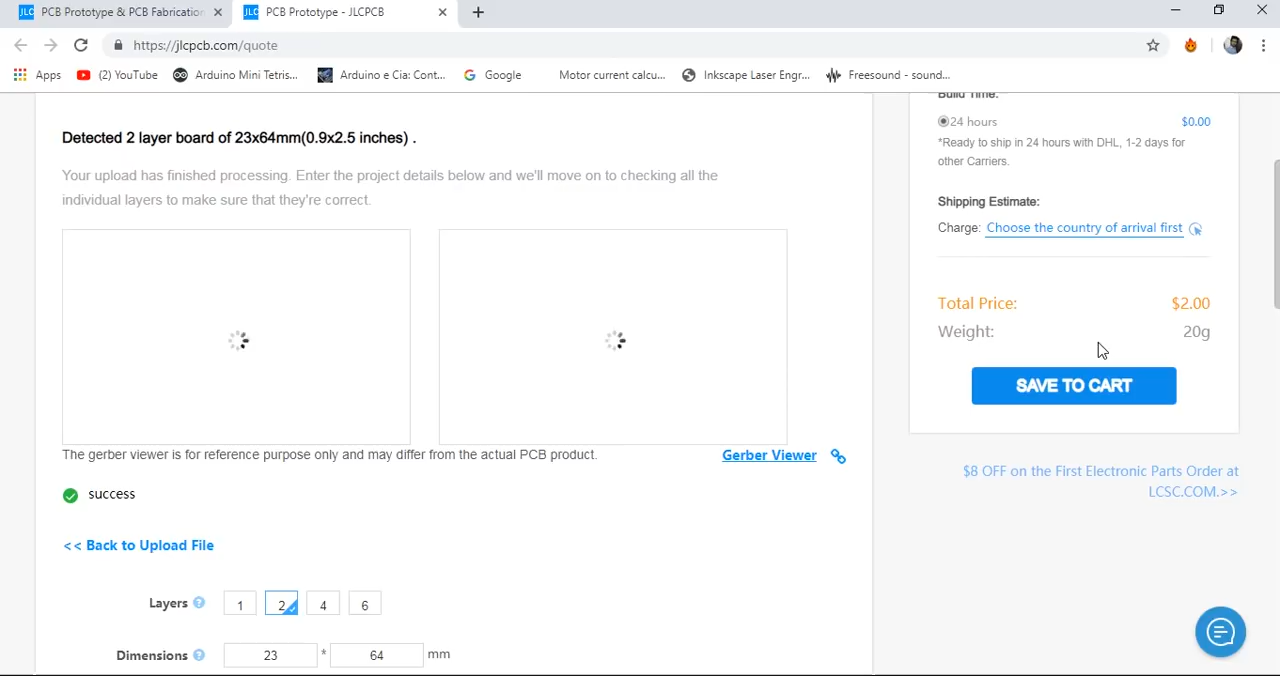 JLC PCB Prototype & PCB Fabrication
JLC PCB Prototype - JLCPCB
https://jlcpcb.com/quote
Apps
(2) YouTube
Arduino Mini Tetris...
Arduino e Cia: Cont...
Google
Motor current calcu...
Inkscape Laser Engr...
Freesound - sound...
Detected 2 layer board of 23x64mm(0.9x2.5 inches) .
Your upload has finished processing. Enter the project details below and we'll move on to checking all the
individual layers to make sure that they're correct.
The gerber viewer is for reference purpose only and may differ from the actual PCB product.
Gerber Viewer
success
<< Back to Upload File
Layers ? 1 2 4 6
Dimensions ? 23 * 64 mm
Build Time:
24 hours $0.00
*Ready to ship in 24 hours with DHL, 1-2 days for
other Carriers.
Shipping Estimate:
Charge: Choose the country of arrival first
Total Price: $2.00
Weight: 20g
SAVE TO CART
$8 OFF on the First Electronic Parts Order at
LCSC.COM.>>